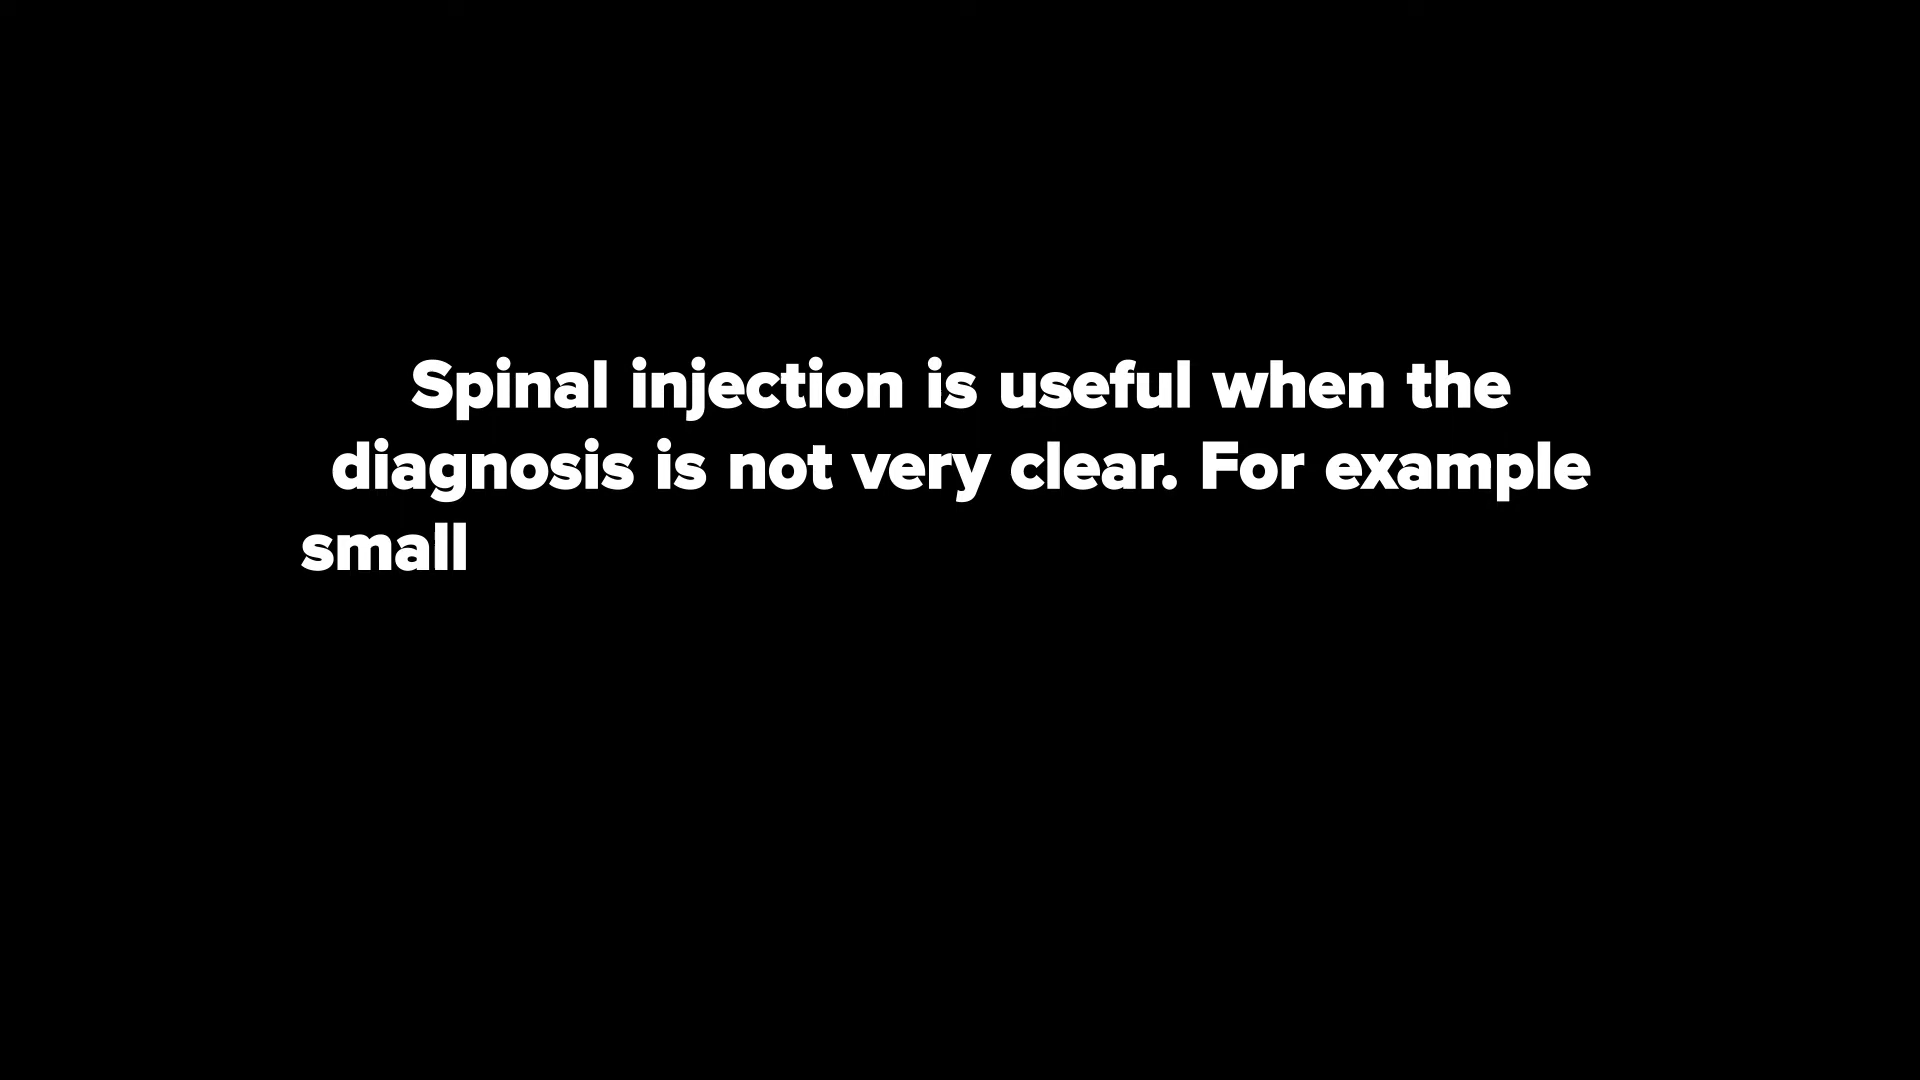 Spinal injection is useful when the
diagnosis is not very clear. For example
small